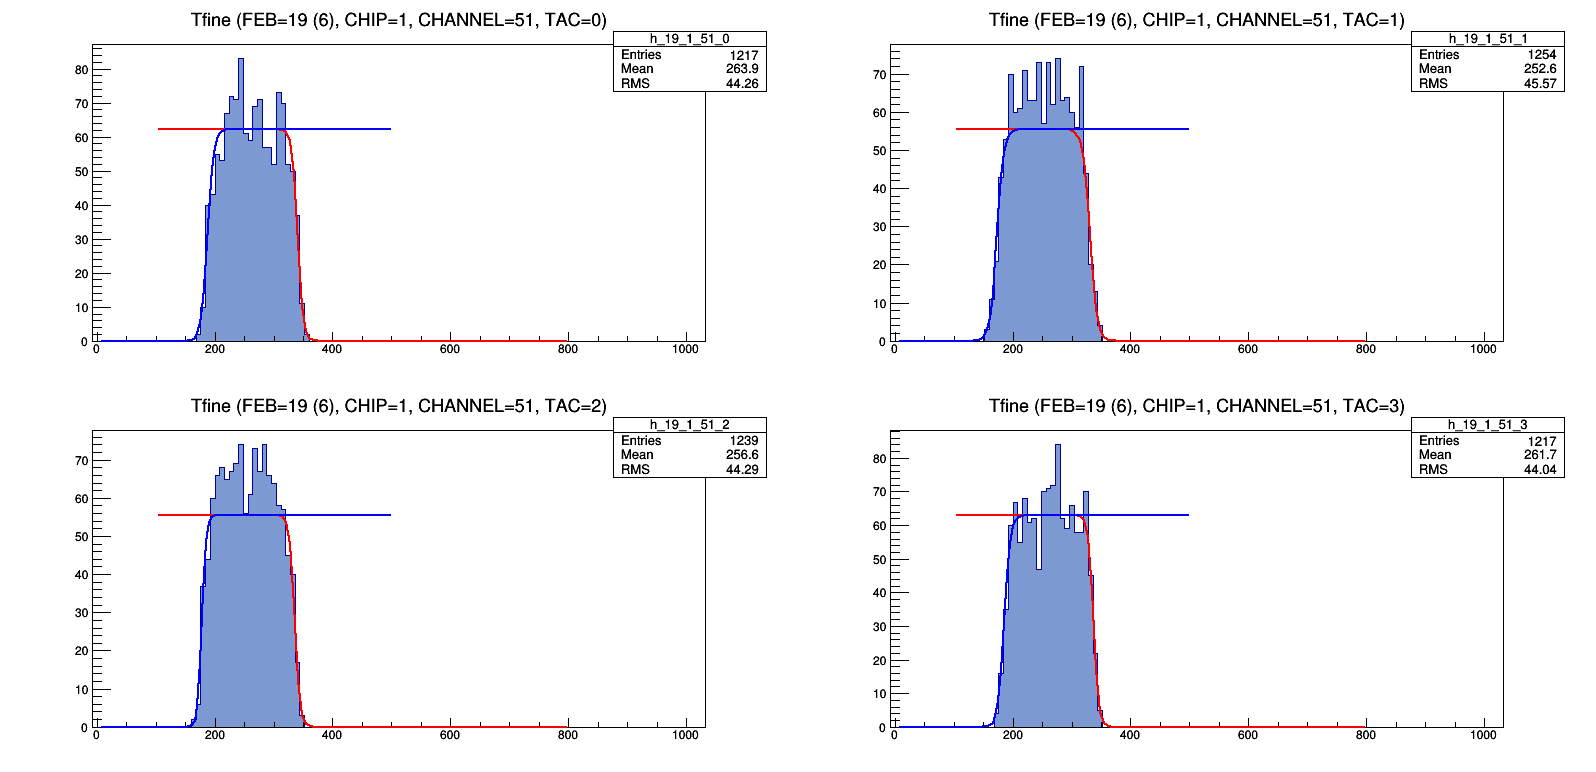 Tfine (FEB=19 (6), CHIP=1, CHANNEL=51, TAC=0)
h_19_1_51_0
Entries 1217
Mean 263.9
RMS 44.26
80
70
60
50
40
30
20
10
0
0 200 400 600 800 1000
Tfine (FEB=19 (6), CHIP=1, CHANNEL=51, TAC=1)
h_19_1_51_1
Entries 1254
Mean 252.6
RMS 45.57
70
60
50
40
30
20
10
0
0 200 400 600 800 1000
Tfine (FEB=19 (6), CHIP=1, CHANNEL=51, TAC=2)
h_19_1_51_2
Entries 1239
Mean 256.6
RMS 44.29
70
60
50
40
30
20
10
0
0 200 400 600 800 1000
Tfine (FEB=19 (6), CHIP=1, CHANNEL=51, TAC=3)
h_19_1_51_3
Entries 1217
Mean 261.7
RMS 44.04
80
70
60
50
40
30
20
10
0
0 200 400 600 800 1000